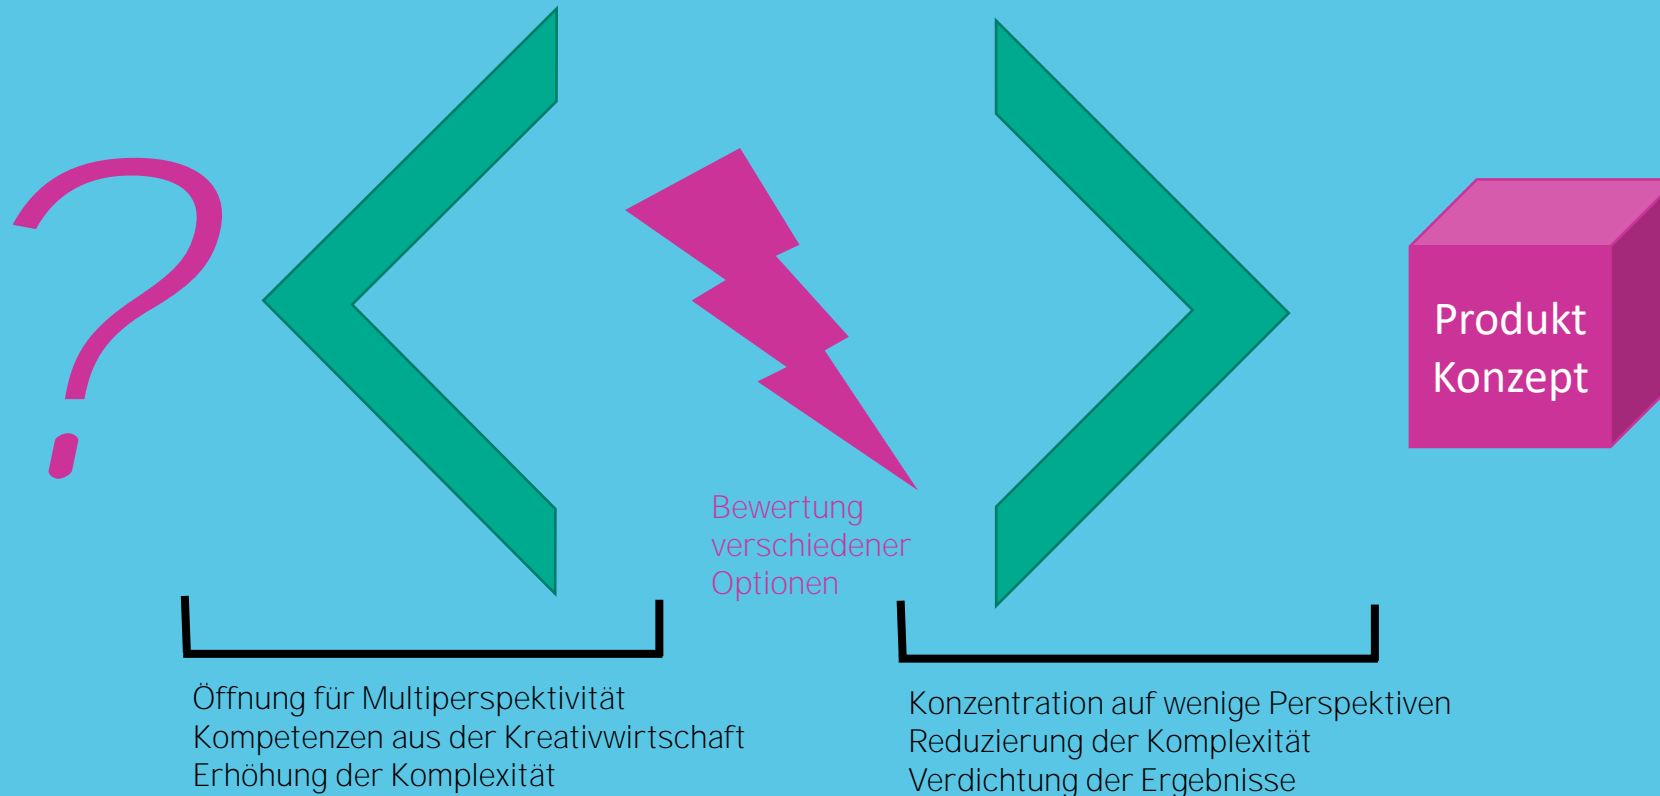 ?
Produkt
Konzept
Bewertung
verschiedener
Optionen
Öffnung für Multiperspektivität
Kompetenzen aus der Kreativwirtschaft
Erhöhung der Komplexität
Konzentration auf wenige Perspektiven
Reduzierung der Komplexität
Verdichtung der Ergebnisse